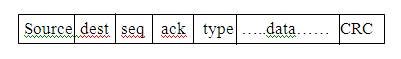 Source dest seq ack type …..data…… CRC